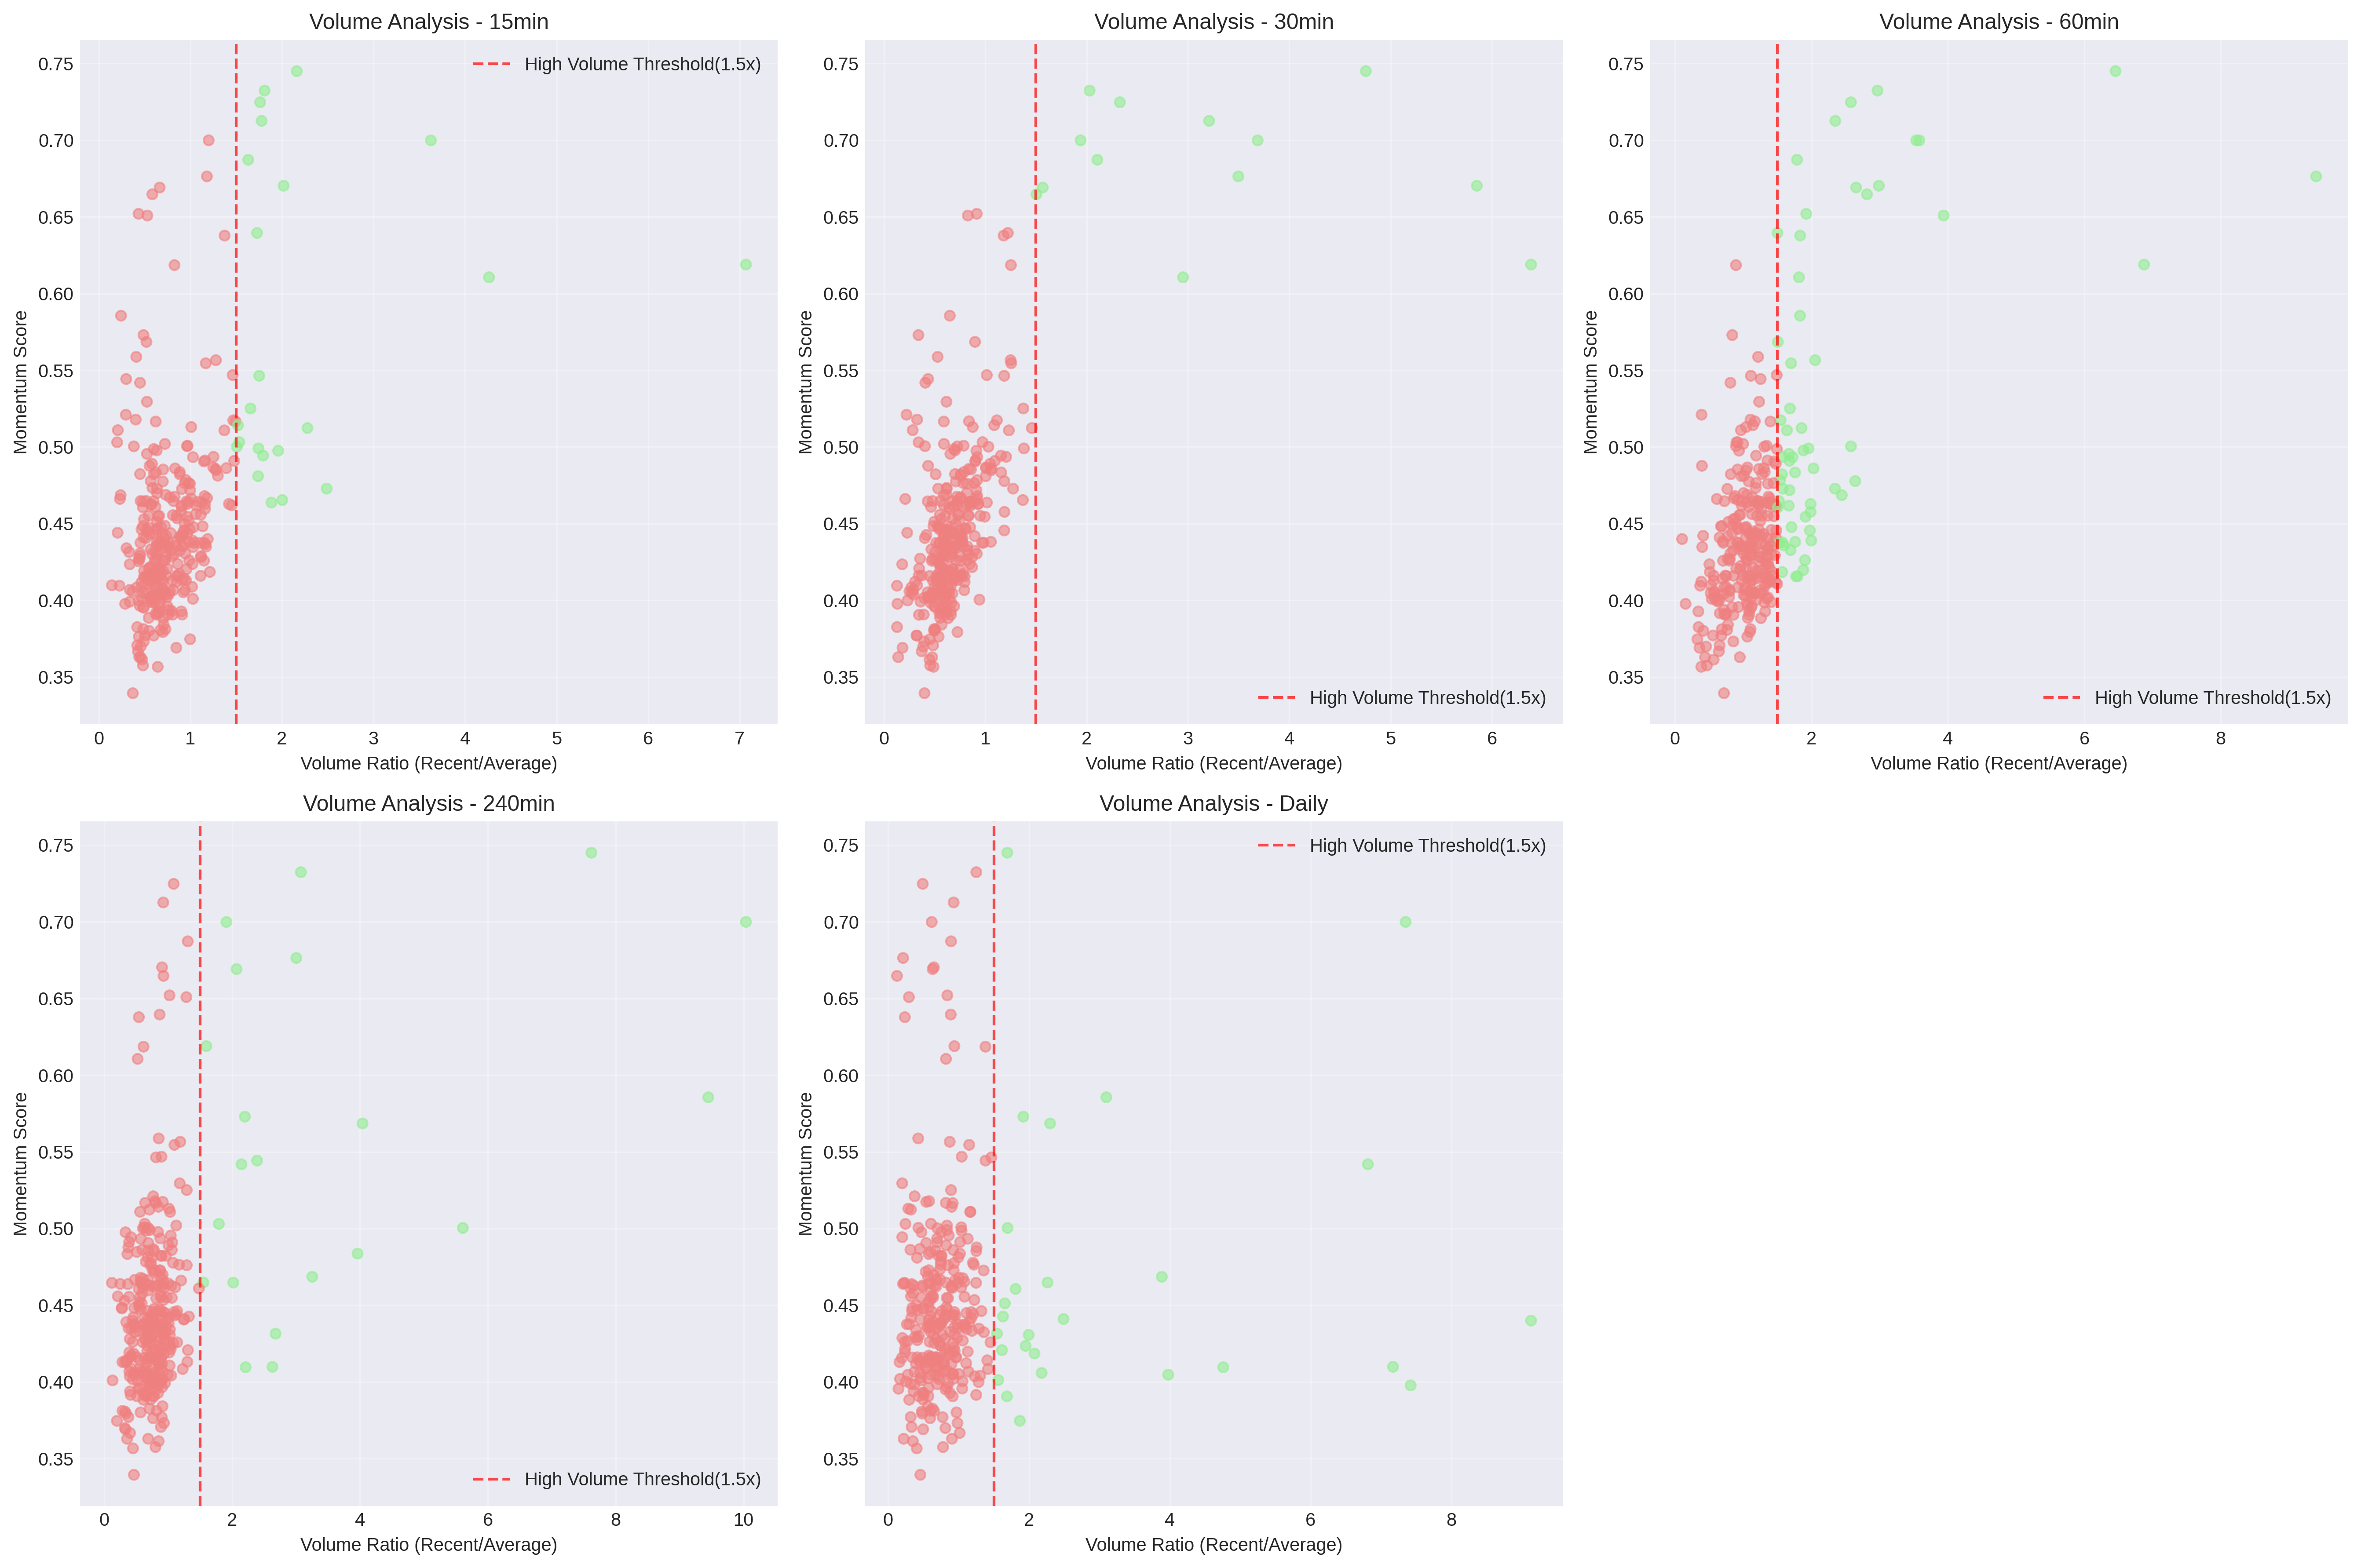 Volume Analysis - 15min
High Volume Threshold(1.5x)
Momentum Score
0.75
0.70
0.65
0.60
0.55
0.50
0.45
0.40
0.35
0 1 2 3 4 5 6 7
Volume Ratio (Recent/Average)
Volume Analysis - 30min
Momentum Score
0.75
0.70
0.65
0.60
0.55
0.50
0.45
0.40
0.35
High Volume Threshold(1.5x)
0 1 2 3 4 5 6
Volume Ratio (Recent/Average)
Volume Analysis - 60min
Momentum Score
0.75
0.70
0.65
0.60
0.55
0.50
0.45
0.40
0.35
High Volume Threshold(1.5x)
0 2 4 6 8
Volume Ratio (Recent/Average)
Volume Analysis - 240min
Momentum Score
0.75
0.70
0.65
0.60
0.55
0.50
0.45
0.40
0.35
High Volume Threshold(1.5x)
0 2 4 6 8 10
Volume Ratio (Recent/Average)
Volume Analysis - Daily
High Volume Threshold(1.5x)
Momentum Score
0.75
0.70
0.65
0.60
0.55
0.50
0.45
0.40
0.35
0 2 4 6 8
Volume Ratio (Recent/Average)